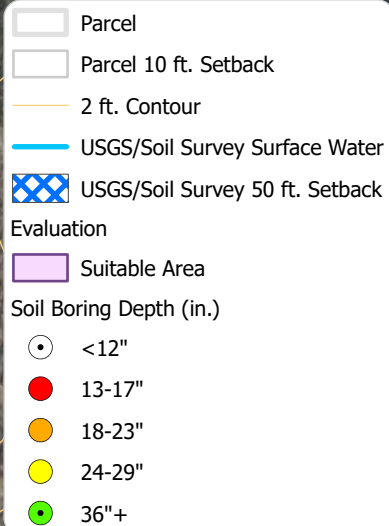 Parcel
Parcel 10 ft. Setback
2 ft. Contour
USGS/Soil Survey Surface Water
USGS/Soil Survey 50 ft. Setback
Evaluation
Suitable Area
Soil Boring Depth (in.)
<12"
13-17"
18-23"
24-29"
36"+